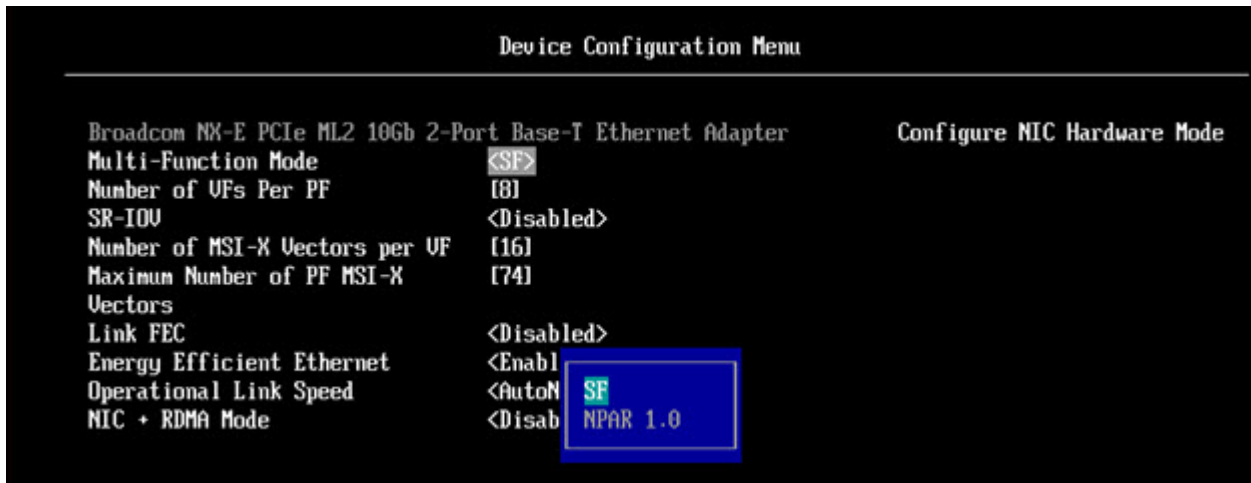 Device Configuration Menu
Broadcom NX-E PCIe ML2 10Gb 2-Port Base-T Ethernet Adapter Configure NIC Hardware Mode
Multi-Function Mode <SF>
Number of VFs Per PF [8]
SR-IOV <Disabled>
Number of MSI-X Vectors per VF [16]
Maximum Number of PF MSI-X [74]
Vectors
Link FEC <Disabled>
Energy Efficient Ethernet <Enabl
Operational Link Speed <AutoN SF
NIC + RDMA Mode <Disab NPAR 1.0